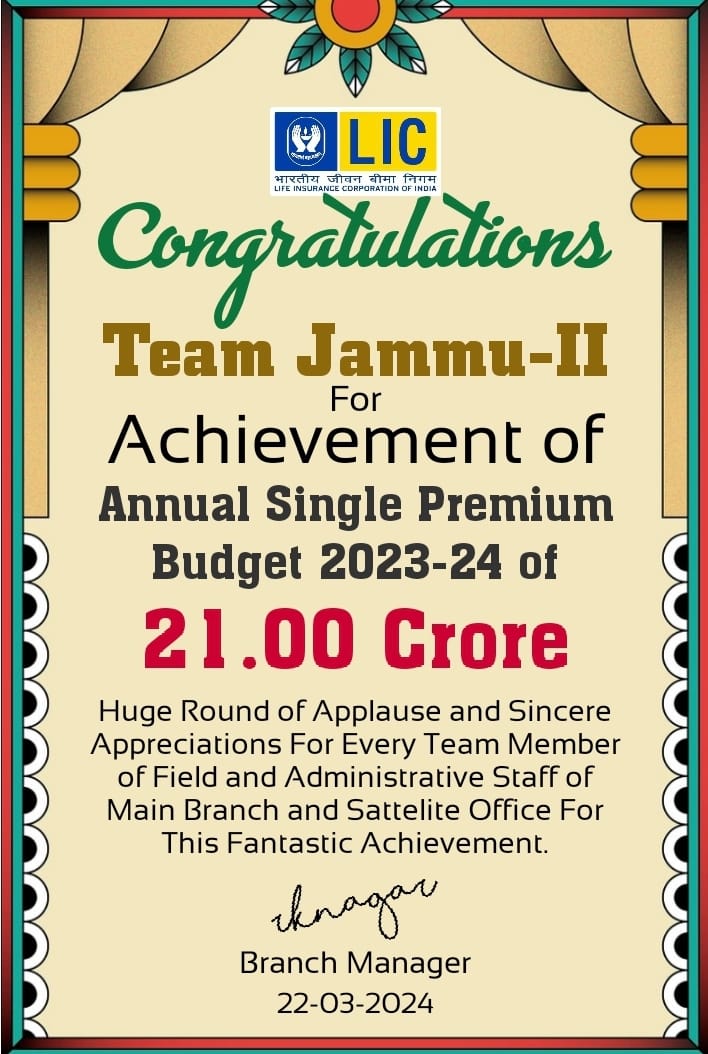 LIC
भारतीय जीवन बीमा निगम
LIFE INSURANCE CORPORATION OF INDIA
Congratulations
Team Jammu-II
For
Achievement of
Annual Single Premium
Budget 2023-24 of
21.00 Crore
Huge Round of Applause and Sincere
Appreciations For Every Team Member
of Field and Administrative Staff of
Main Branch and Sattelite Office For
This Fantastic Achievement.
rknagar
Branch Manager
22-03-2024